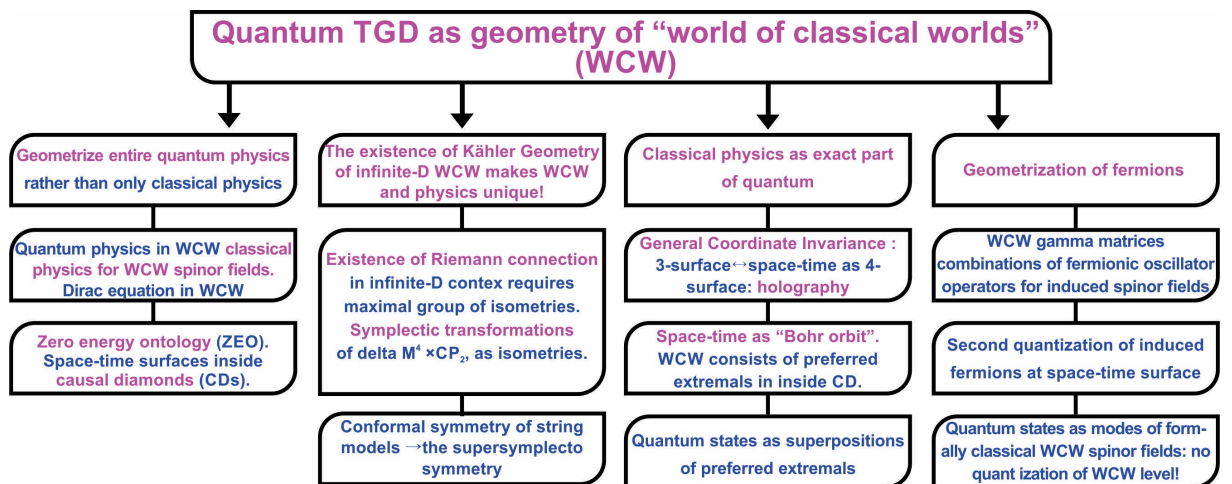 Quantum TGD as geometry of “world of classical worlds”
(WCW)
Geometrize entire quantum physics
rather than only classical physics
Quantum physics in WCW classical
physics for WCW spinor fields.
Dirac equation in WCW
Zero energy ontology (ZEO).
Space-time surfaces inside
causal diamonds (CDs).
The existence of Kähler Geometry
of infinite-D WCW makes WCW
and physics unique!
Existence of Riemann connection
in infinite-D contex requires
maximal group of isometries.
Symplectic transformations
of delta M⁴ ×CP₂, as isometries.
Conformal symmetry of string
models →the supersymplecto
symmetry
Classical physics as exact part
of quantum
General Coordinate Invariance :
3-surface↔space-time as 4-
surface: holography
Space-time as “Bohr orbit”.
WCW consists of preferred
extremals in inside CD.
Quantum states as superpositions
of preferred extremals
Geometrization of fermions
WCW gamma matrices
combinations of fermionic oscillator
operators for induced spinor fields
Second quantization of induced
fermions at space-time surface
Quantum states as modes of form-
ally classical WCW spinor fields: no
quant ization of WCW level!